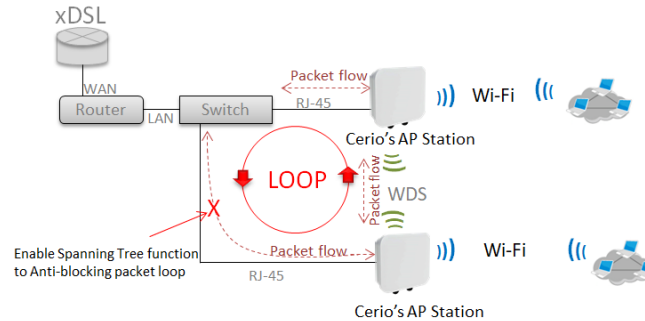 xDSL
WAN
Router
LAN
Switch
Packet flow
RJ-45
Wi-Fi
Cerio's AP Station
LOOP
Packet flow
WDS
X
Enable Spanning Tree function
to Anti-blocking packet loop
Packet flow
RJ-45
Wi-Fi
Cerio's AP Station